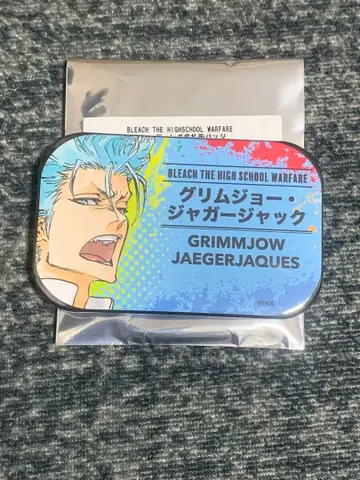 BLEACH THE HIGHSCHOOL WARFARE
BLEACH THE HIGH SCHOOL WARFARE
グリムジョー・
ジャガージャック
GRIMMJOW
JAEGERJAQUES